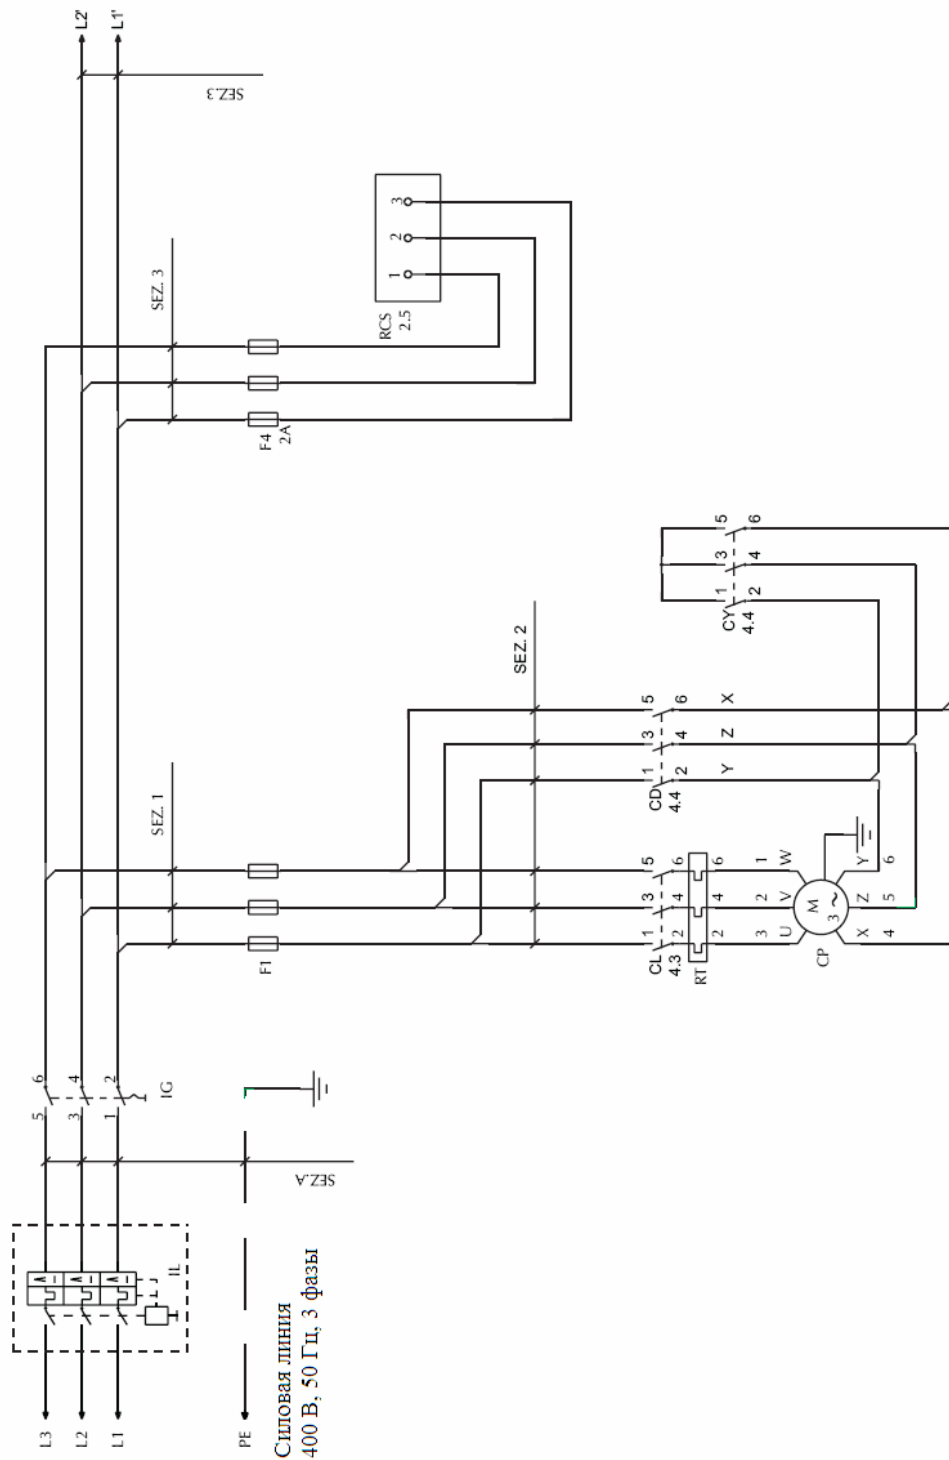 L3
L2
L1
PE
Силовая линия
400 В, 50 Гц, 3 фазы
IL
SEZ.A
5 6
3 4
1 2
IG
SEZ. 1
F1
SEZ. 2
CL
4.3
1 3 5
2 4 6
RT
2 4 6
3 2 1
U V W
M
3 ~
CP
X Z Y
4 5 6
CD
4.4
1 3 5
2 4 6
Y Z X
CY
4.4
1 3 5
2 4 6
SEZ. 3
F4
2A
RCS
2.5
1 2 3
SEZ.3
L2'
L1'